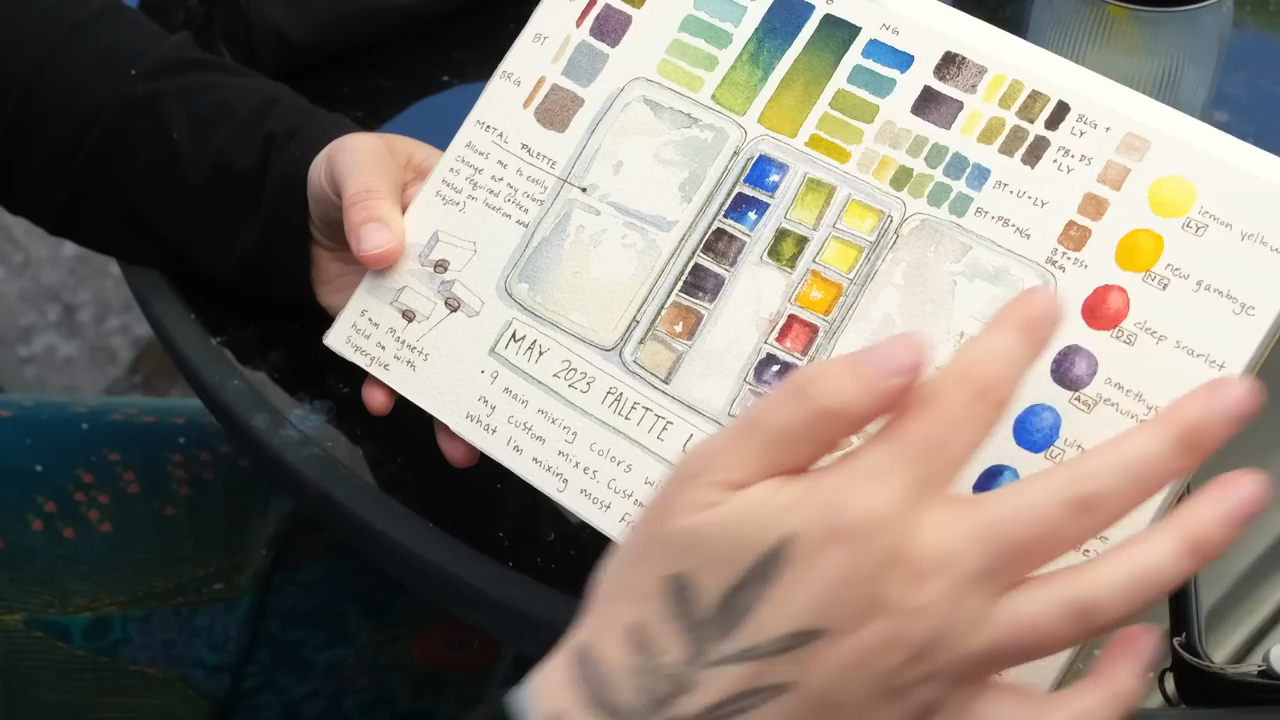 NG
BT
BRG
BLG +
LY
PB+DS
+LY
BT+U+LY
BT+PB+NG
BT+DS+
BRG
METAL PALETTE
Allows me to easily
change out my colors
as required (often
based on location and
subject).
5mm Magnets
held on with
superglue
MAY 2023 PALETTE
• 9 main mixing colors
my custom mixes.
what I'm mixing most
lemon yellow
LY
new gamboge
NG
deep scarlet
DS
genuine
AG
U